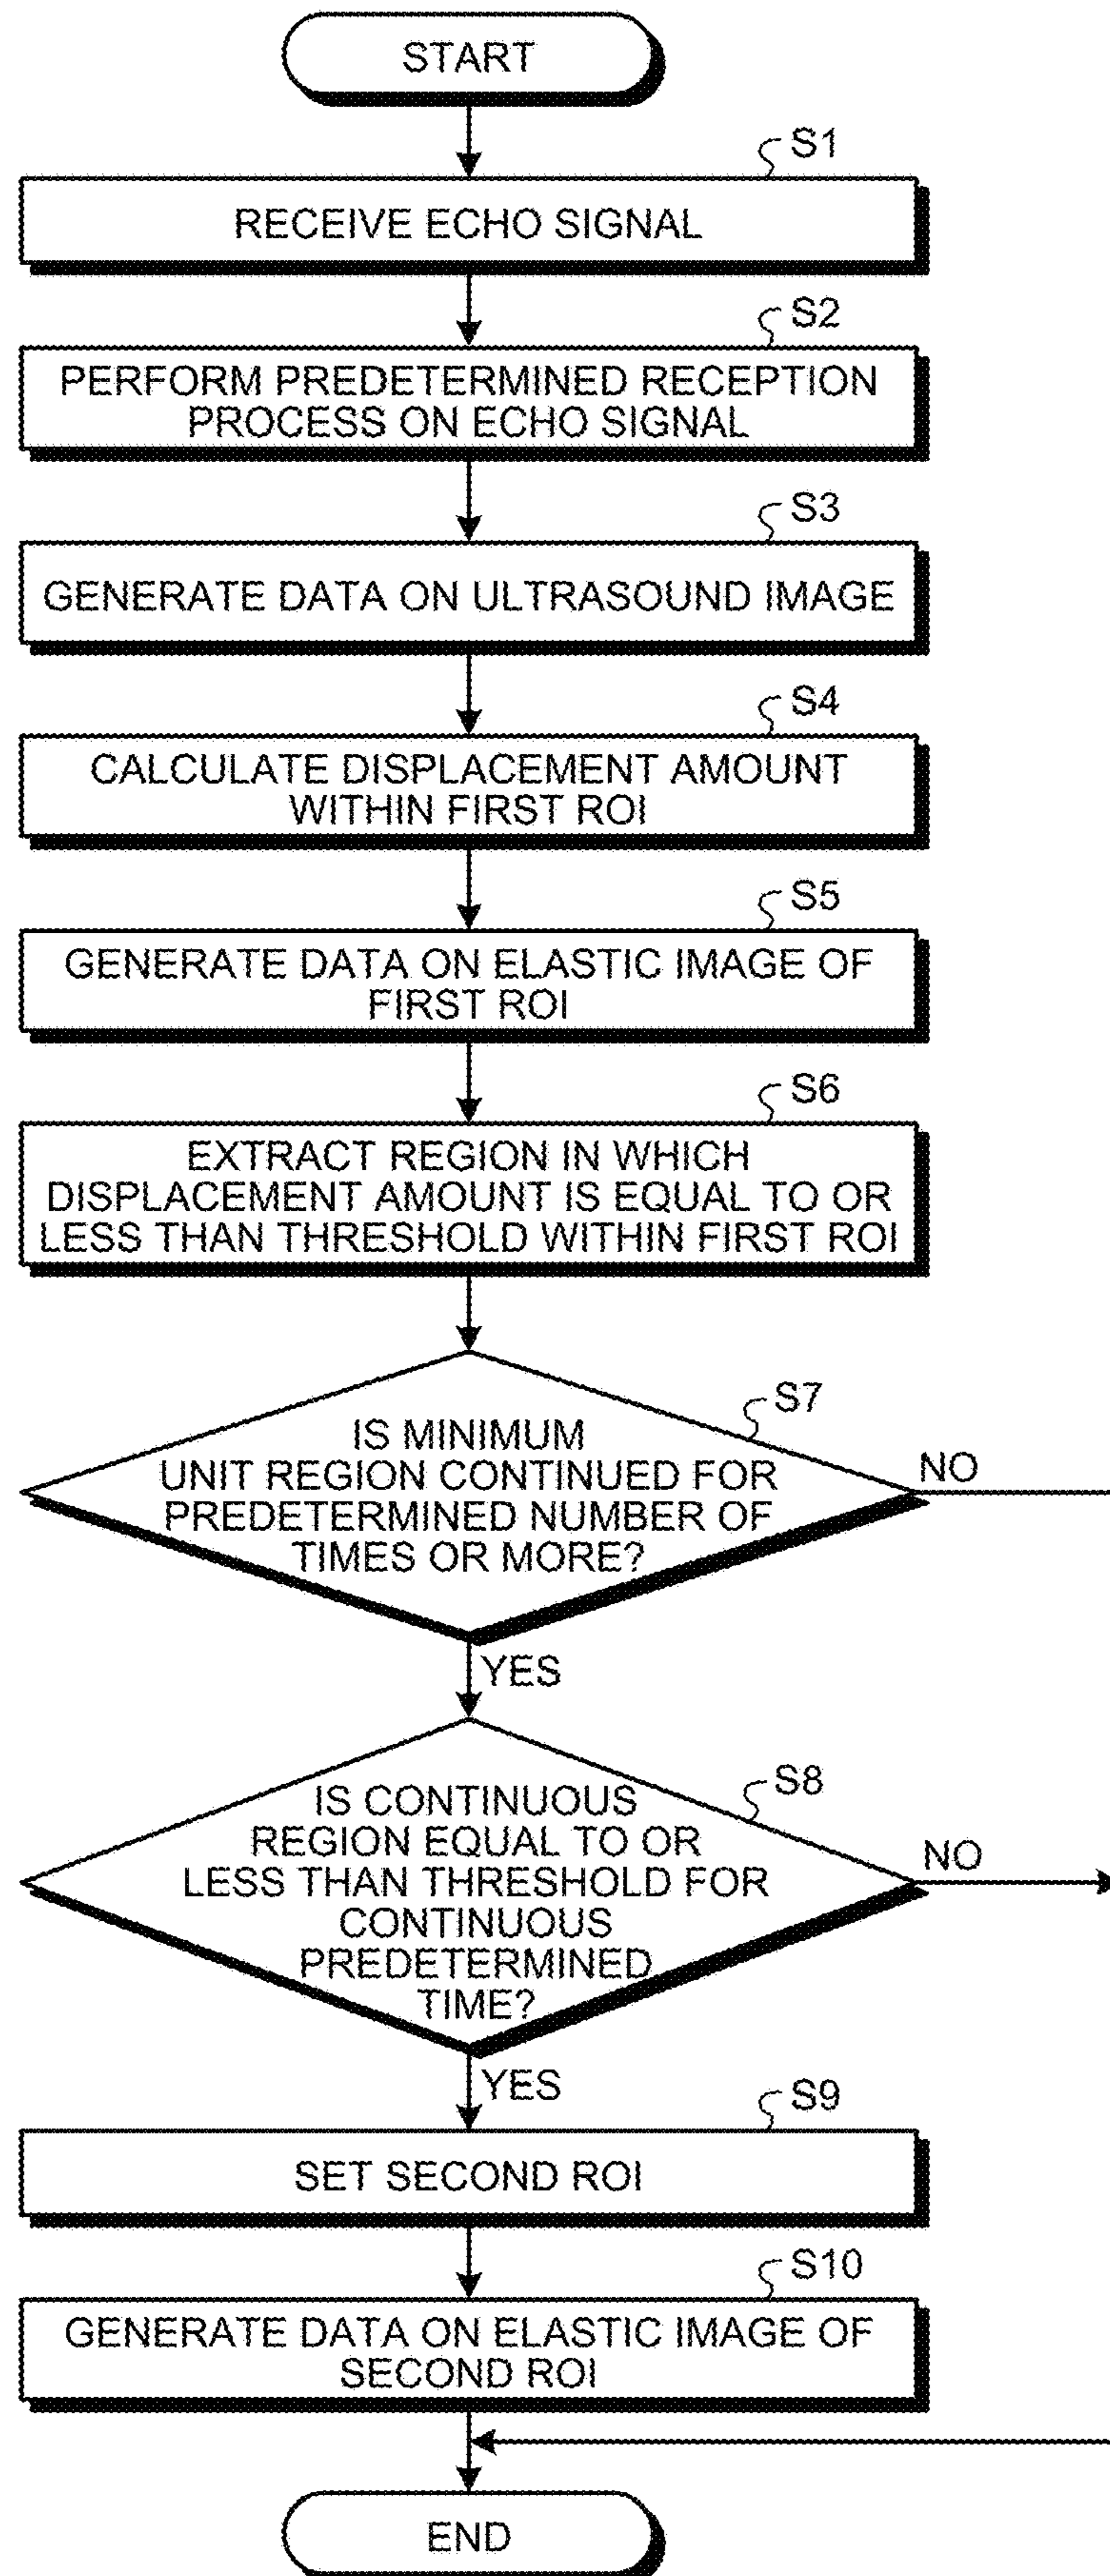 START
S1
RECEIVE ECHO SIGNAL
S2
PERFORM PREDETERMINED RECEPTION
PROCESS ON ECHO SIGNAL
S3
GENERATE DATA ON ULTRASOUND IMAGE
S4
CALCULATE DISPLACEMENT AMOUNT
WITHIN FIRST ROI
S5
GENERATE DATA ON ELASTIC IMAGE OF
FIRST ROI
S6
EXTRACT REGION IN WHICH
DISPLACEMENT AMOUNT IS EQUAL TO OR
LESS THAN THRESHOLD WITHIN FIRST ROI
S7
IS MINIMUM
UNIT REGION CONTINUED FOR
PREDETERMINED NUMBER OF
TIMES OR MORE?
NO
YES
S8
IS CONTINUOUS
REGION EQUAL TO OR
LESS THAN THRESHOLD FOR
CONTINUOUS
PREDETERMINED
TIME?
NO
YES
S9
SET SECOND ROI
S10
GENERATE DATA ON ELASTIC IMAGE OF
SECOND ROI
END